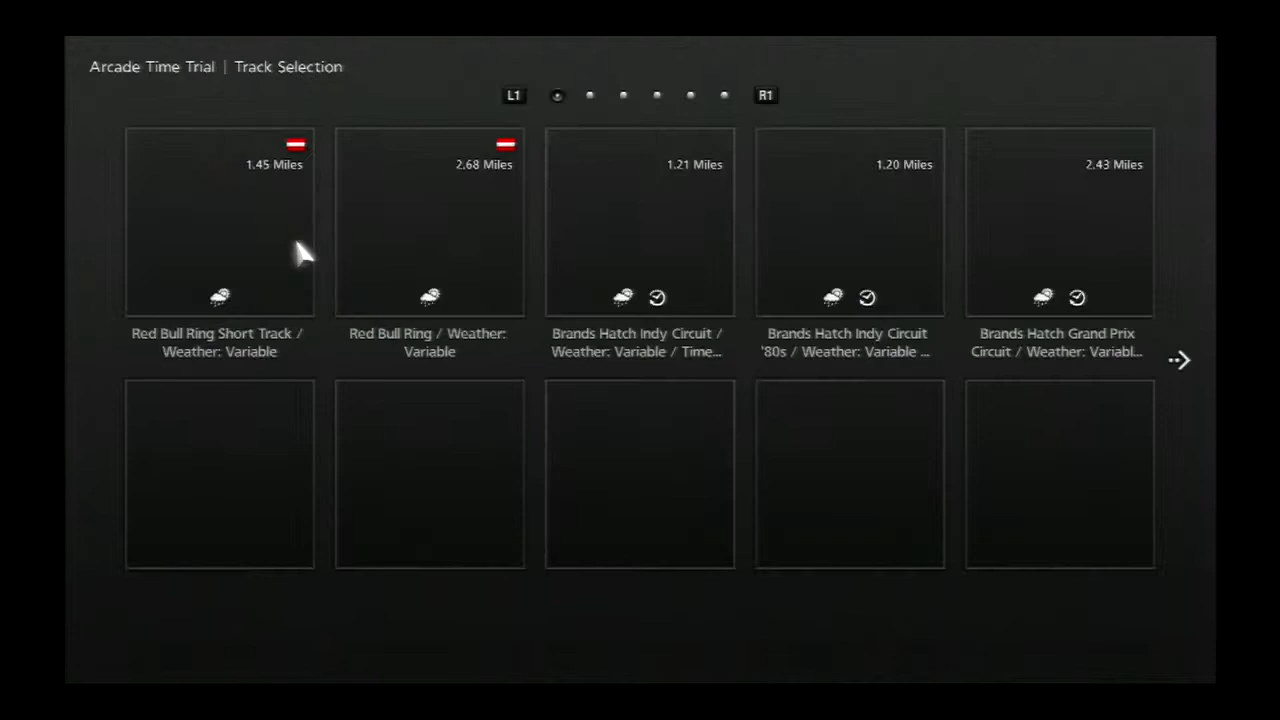 Arcade Time Trial | Track Selection
L1
R1
1.45 Miles
2.68 Miles
1.21 Miles
1.20 Miles
2.43 Miles
Red Bull Ring Short Track /
Weather: Variable
Red Bull Ring / Weather:
Variable
Brands Hatch Indy Circuit /
Weather: Variable / Time...
Brands Hatch Indy Circuit
'80s / Weather: Variable ...
Brands Hatch Grand Prix
Circuit / Weather: Variabl...